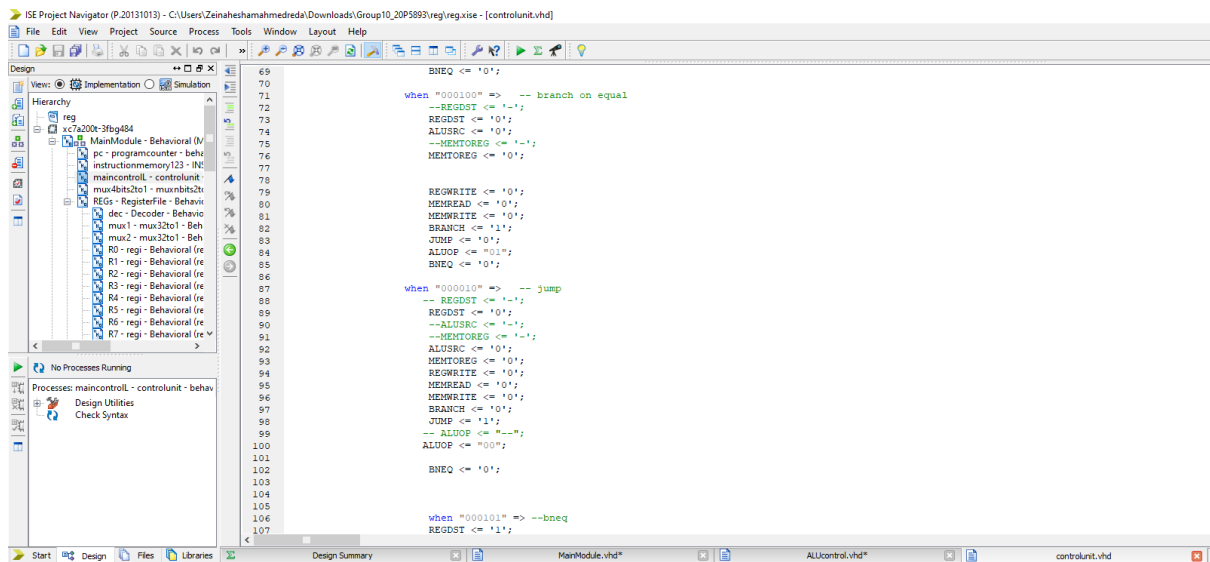 ISE Project Navigator (P.20131013) - C:\Users\Zeinaheshamahmedreda\Downloads\Group10_20P5893\reg\reg.xise - [controlunit.vhd]
File Edit View Project Source Process Tools Window Layout Help
Design
View: Implementation Simulation
Hierarchy
reg
xc7a200t-3fbg484
MainModule - Behavioral (M
pc - programcounter - beha
instructionmemory123 - INS
maincontrolL - controlunit -
mux4bits2to1 - muxnbits2to
REGs - RegisterFile - Behavio
dec - Decoder - Behavio
mux1 - mux32to1 - Beh
mux2 - mux32to1 - Beh
R0 - regi - Behavioral (re
R1 - regi - Behavioral (re
R2 - regi - Behavioral (re
R3 - regi - Behavioral (re
R4 - regi - Behavioral (re
R5 - regi - Behavioral (re
R6 - regi - Behavioral (re
R7 - regi - Behavioral (re
No Processes Running
Processes: maincontrolL - controlunit - behav
Design Utilities
Check Syntax
69 BNEQ <= '0';
70
71 when "000100" => -- branch on equal
72 --REGDST <= '-';
73 REGDST <= '0';
74 ALUSRC <= '0';
75 --MEMTOREG <= '-';
76 MEMTOREG <= '0';
77
78
79 REGWRITE <= '0';
80 MEMREAD <= '0';
81 MEMWRITE <= '0';
82 BRANCH <= '1';
83 JUMP <= '0';
84 ALUOP <= "01";
85 BNEQ <= '0';
86
87 when "000010" => -- jump
88 -- REGDST <= '-';
89 REGDST <= '0';
90 --ALUSRC <= '-';
91 --MEMTOREG <= '-';
92 ALUSRC <= '0';
93 MEMTOREG <= '0';
94 REGWRITE <= '0';
95 MEMREAD <= '0';
96 MEMWRITE <= '0';
97 BRANCH <= '0';
98 JUMP <= '1';
99 -- ALUOP <= "--";
100 ALUOP <= "00";
101
102 BNEQ <= '0';
103
104
105
106 when "000101" => --bneq
107 REGDST <= '1';
Start Design Files Libraries
Design Summary MainModule.vhd* ALUcontrol.vhd* controlunit.vhd